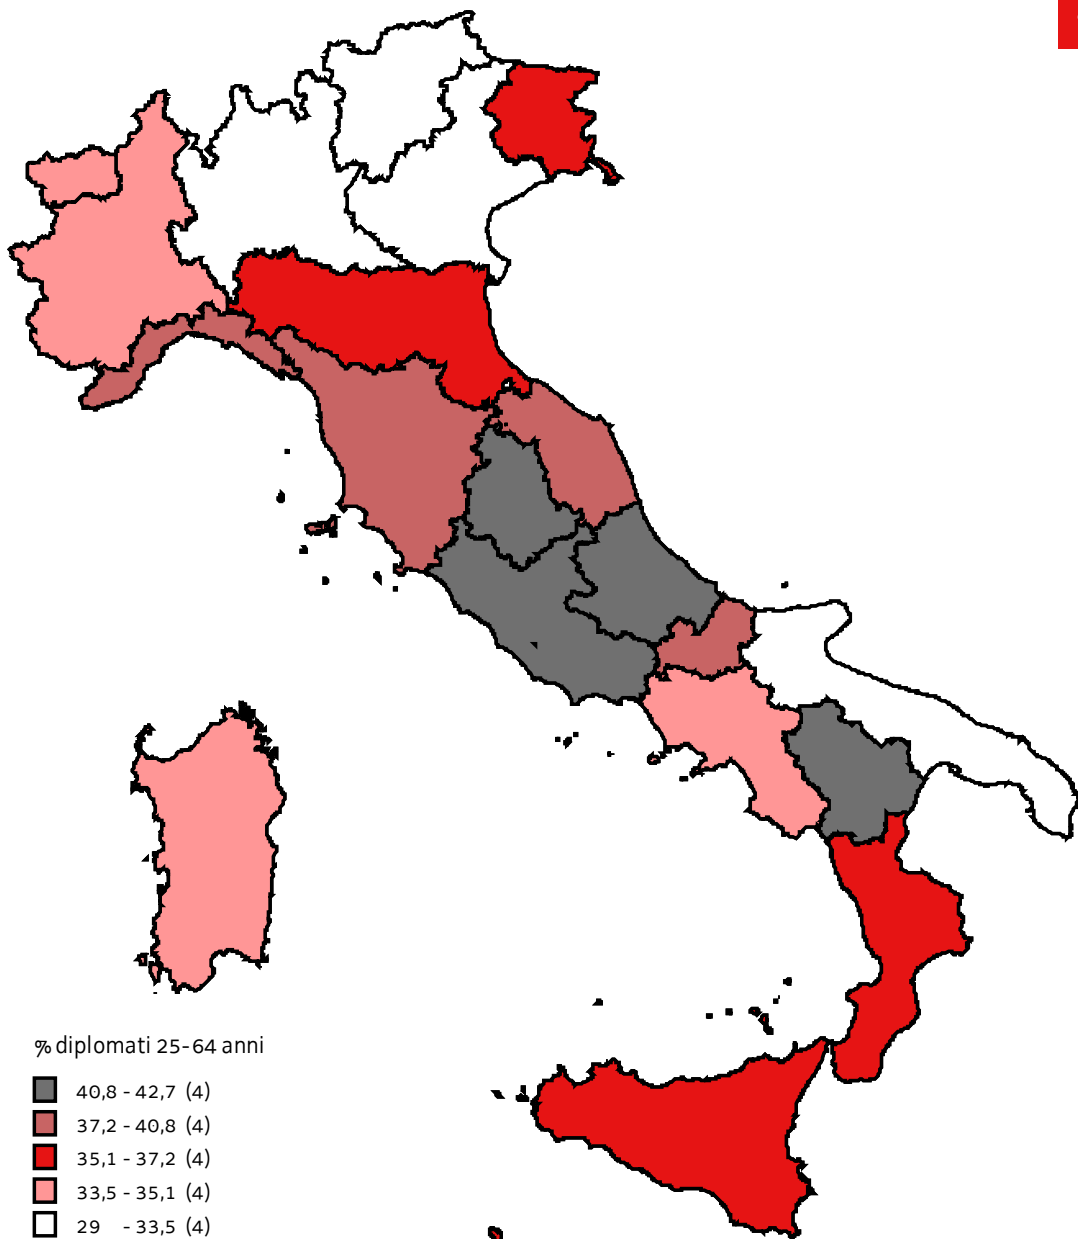 % diplomati 25-64 anni
40,8 - 42,7 (4)
37,2 - 40,8 (4)
35,1 - 37,2 (4)
33,5 - 35,1 (4)
29 - 33,5 (4)